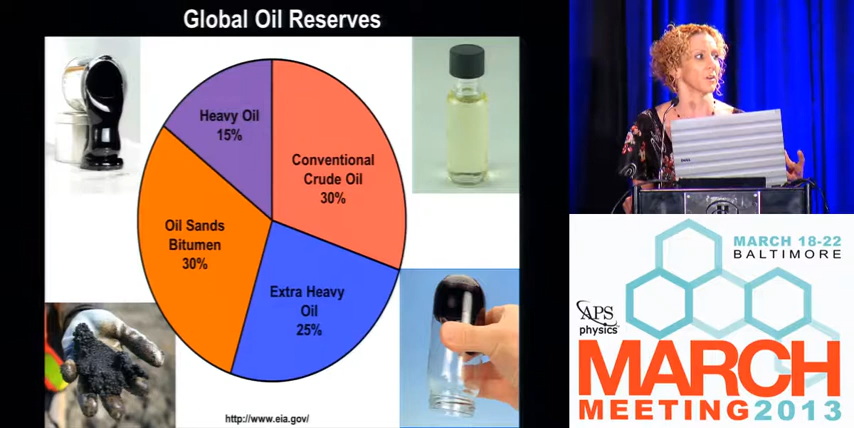 Global Oil Reserves
Heavy Oil
15%
Conventional
Crude Oil
30%
Oil Sands
Bitumen
30%
Extra Heavy
Oil
25%
http://www.eia.gov/
DELL
MARCH 18-22
BALTIMORE
APS
physics
MARCH
MEETING2013